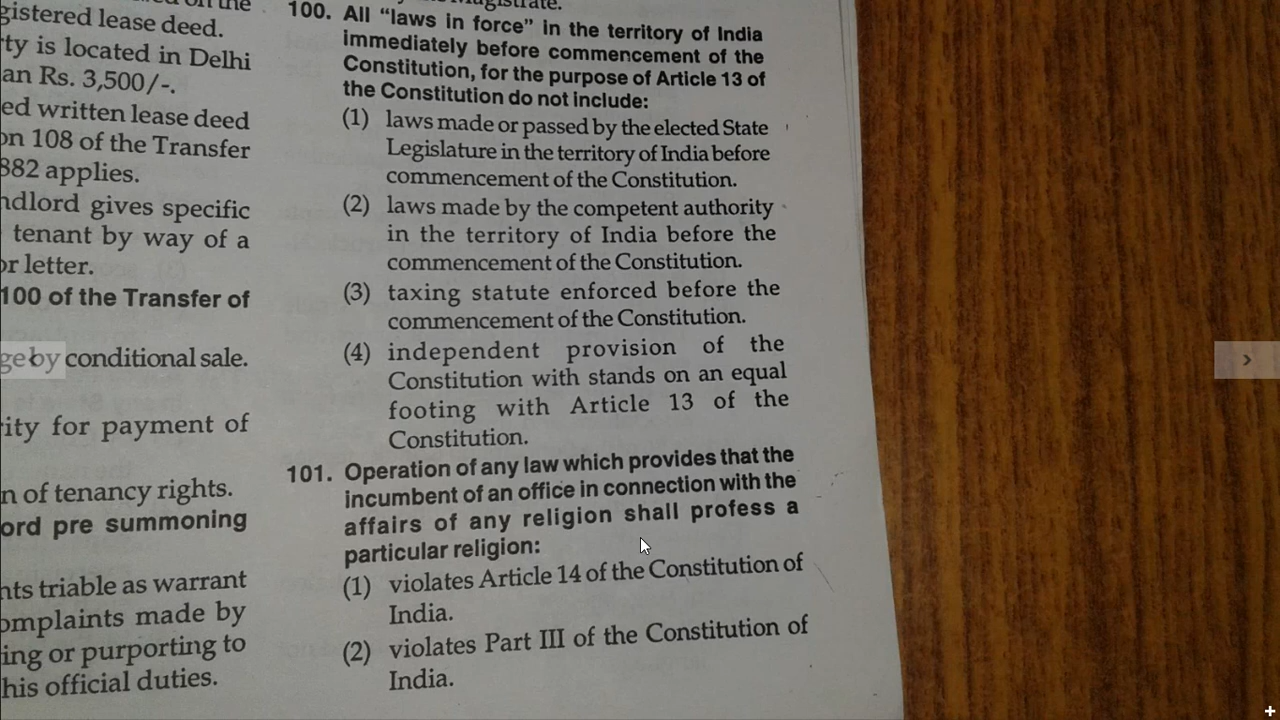 gistered lease deed.
ty is located in Delhi
an Rs. 3,500/-.
ed written lease deed
on 108 of the Transfer
882 applies.
ndlord gives specific
tenant by way of a
or letter.
100 of the Transfer of
ge by conditional sale.
rity for payment of
n of tenancy rights.
ord pre summoning
nts triable as warrant
omplaints made by
ing or purporting to
his official duties.
100. All “laws in force” in the territory of India
immediately before commencement of the
Constitution, for the purpose of Article 13 of
the Constitution do not include:
(1) laws made or passed by the elected State
Legislature in the territory of India before
commencement of the Constitution.
(2) laws made by the competent authority
in the territory of India before the
commencement of the Constitution.
(3) taxing statute enforced before the
commencement of the Constitution.
(4) independent provision of the
Constitution with stands on an equal
footing with Article 13 of the
Constitution.
101. Operation of any law which provides that the
incumbent of an office in connection with the
affairs of any religion shall profess a
particular religion:
(1) violates Article 14 of the Constitution of
India.
(2) violates Part III of the Constitution of
India.